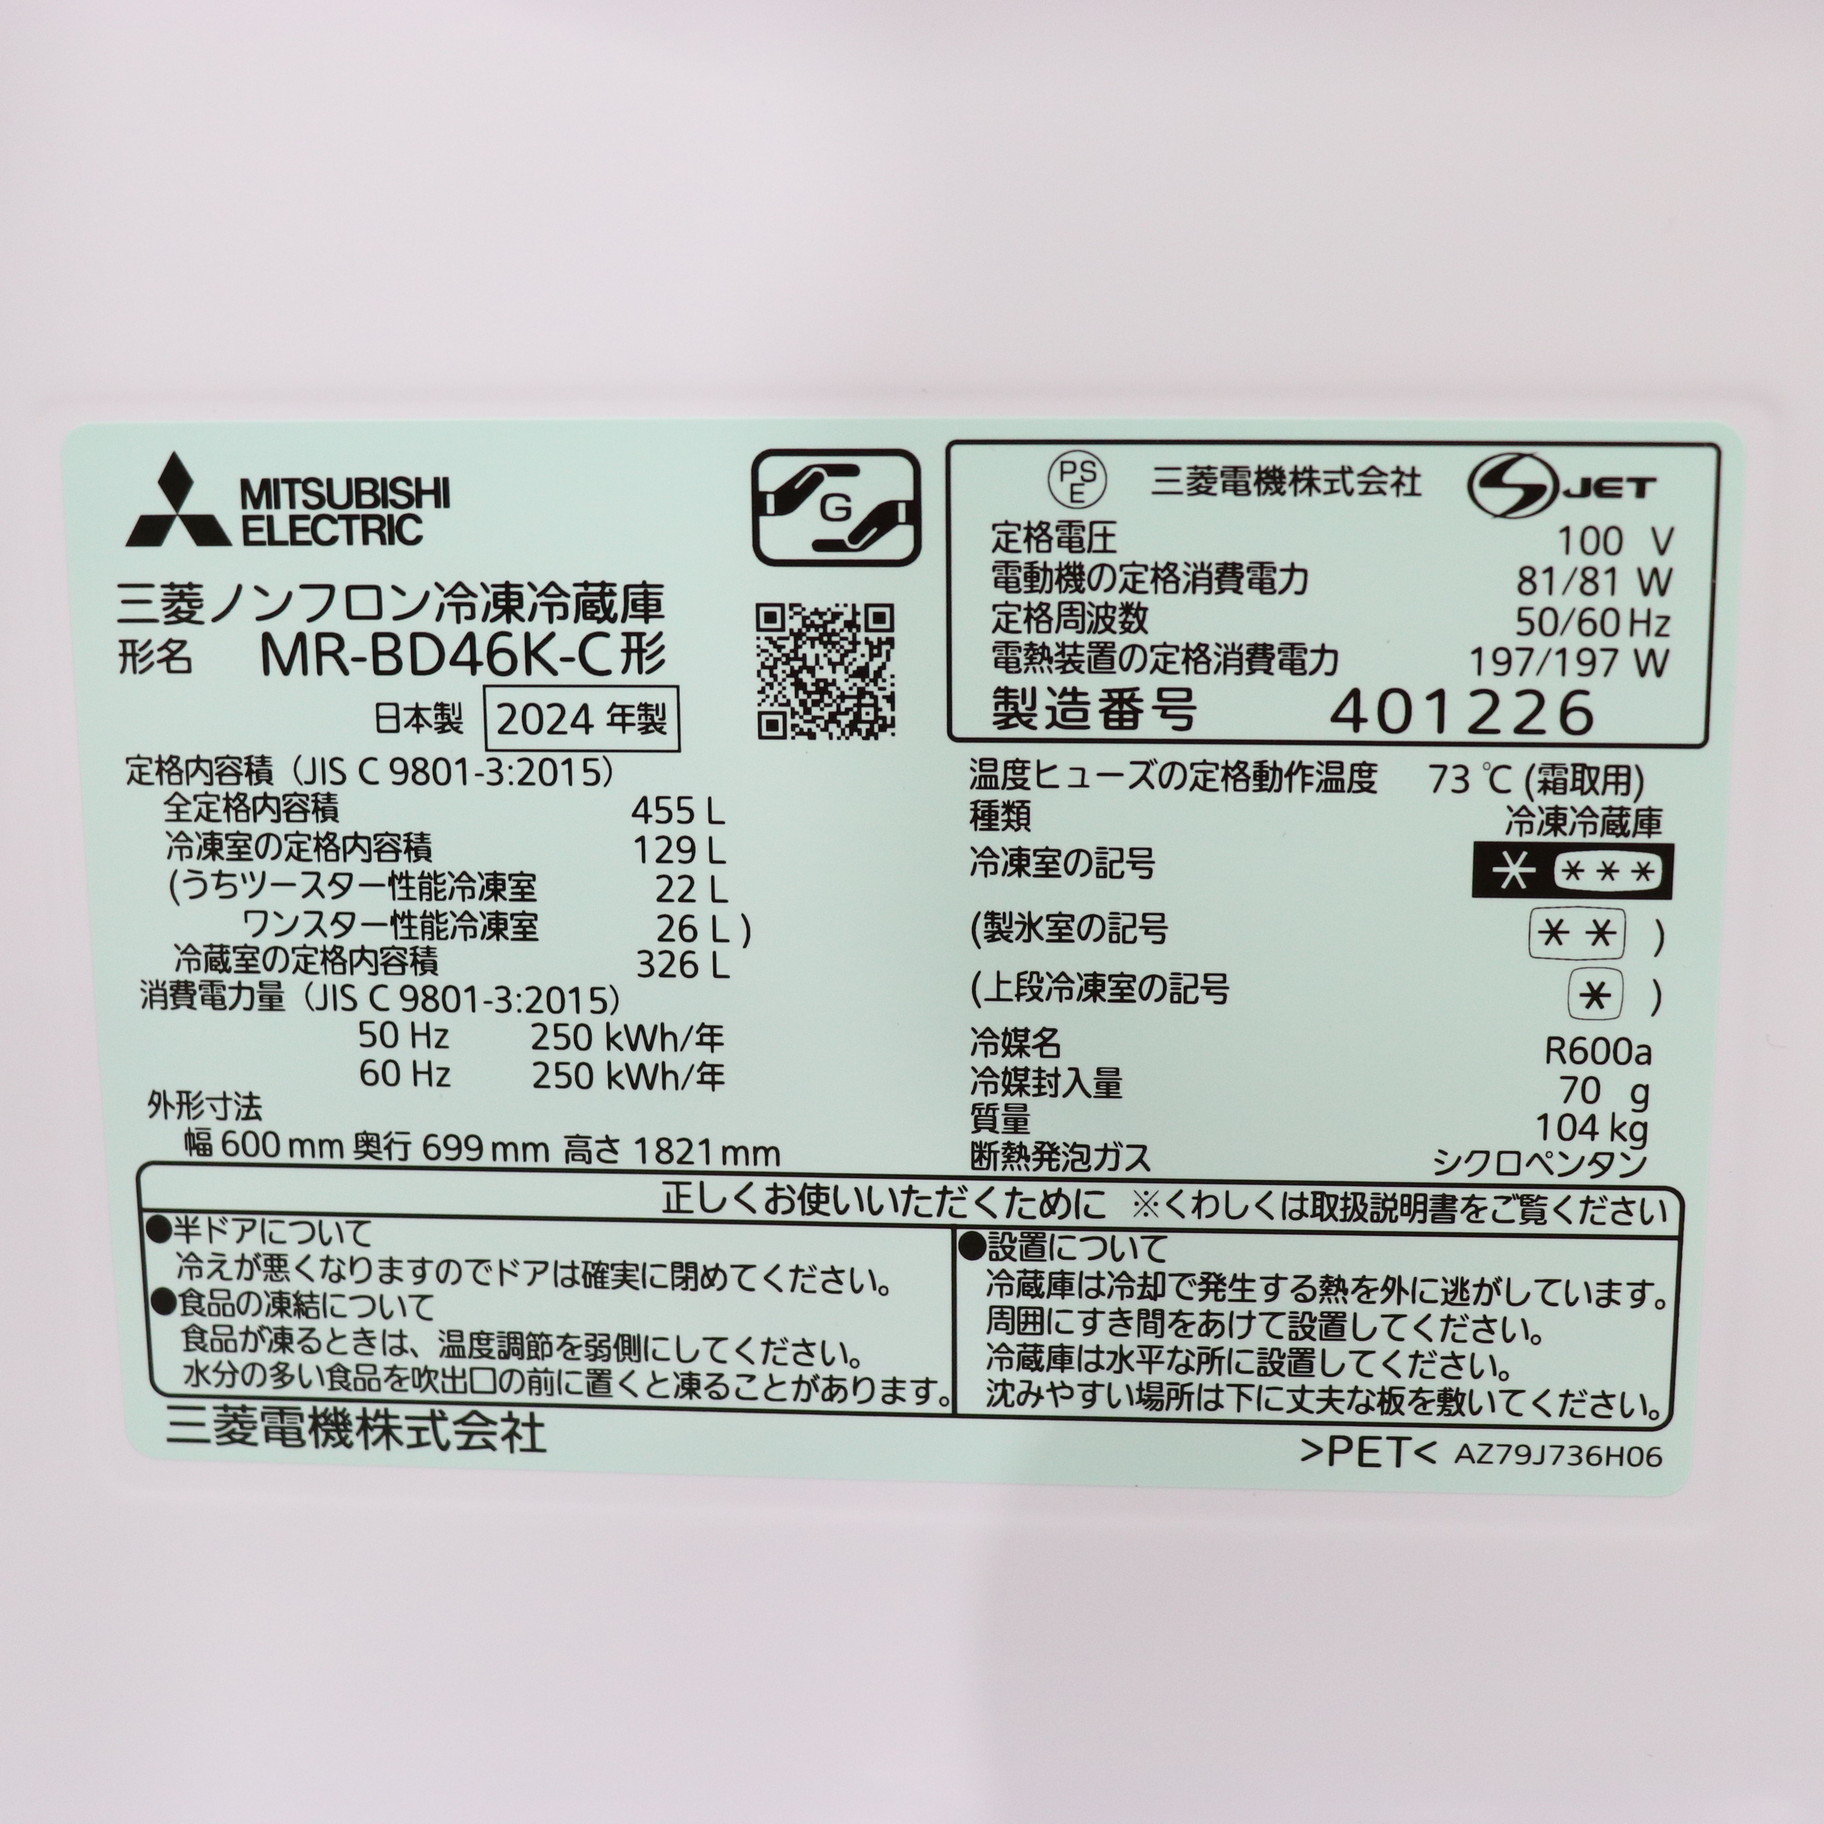 MITSUBISHI
ELECTRIC
G
三菱ノンフロン冷凍冷蔵庫
形名 MR-BD46K-C形
日本製 2024 年製
定格内容積（JIS C 9801-3:2015）
全定格内容積 455 L
冷凍室の定格内容積 129 L
(うちツースター性能冷凍室 22 L
ワンスター性能冷凍室 26 L )
冷蔵室の定格内容積 326 L
消費電力量（JIS C 9801-3:2015）
50 Hz 250 kWh/年
60 Hz 250 kWh/年
外形寸法
幅 600 mm 奥行 699 mm 高さ 1821 mm
PS
E
三菱電機株式会社 JET
定格電圧 100 V
電動機の定格消費電力 81/81 W
定格周波数 50/60 Hz
電熱装置の定格消費電力 197/197 W
製造番号 401226
温度ヒューズの定格動作温度 73 ℃ (霜取用)
種類 冷凍冷蔵庫
冷凍室の記号 * ***
(製氷室の記号 ** )
(上段冷凍室の記号 * )
冷媒名 R600a
冷媒封入量 70 g
質量 104 kg
断熱発泡ガス シクロペンタン
正しくお使いいただくために ※くわしくは取扱説明書をご覧ください
●半ドアについて
冷えが悪くなりますのでドアは確実に閉めてください。
●食品の凍結について
食品が凍るときは、温度調節を弱側にしてください。
水分の多い食品を吹出口の前に置くと凍ることがあります。
●設置について
冷蔵庫は冷却で発生する熱を外に逃がしています。
周囲にすき間をあけて設置してください。
冷蔵庫は水平な所に設置してください。
沈みやすい場所は下に丈夫な板を敷いてください。
三菱電機株式会社
>PET< AZ79J736H06